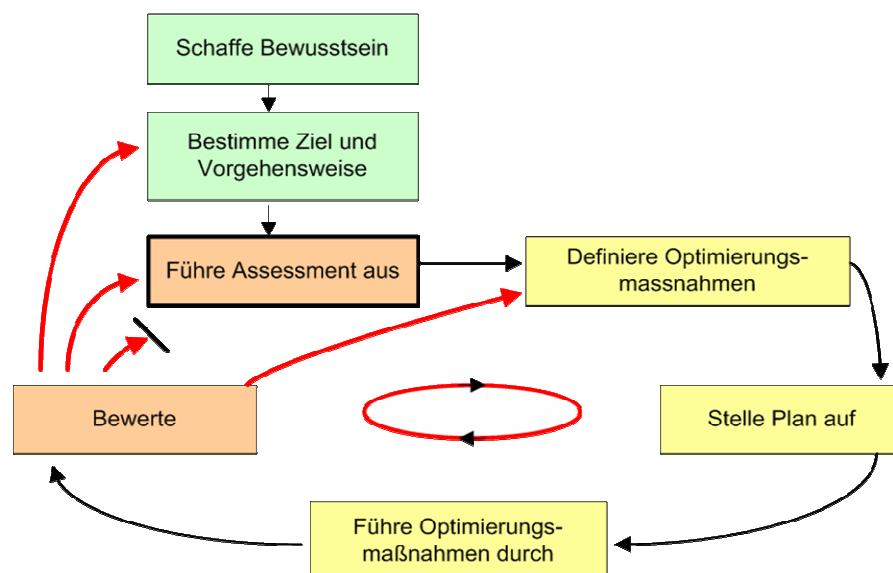 Schaffe Bewusstsein
Bestimme Ziel und
Vorgehensweise
Führe Assessment aus
Definiere Optimierungs-
massnahmen
Stelle Plan auf
Führe Optimierungs-
maßnahmen durch
Bewerte